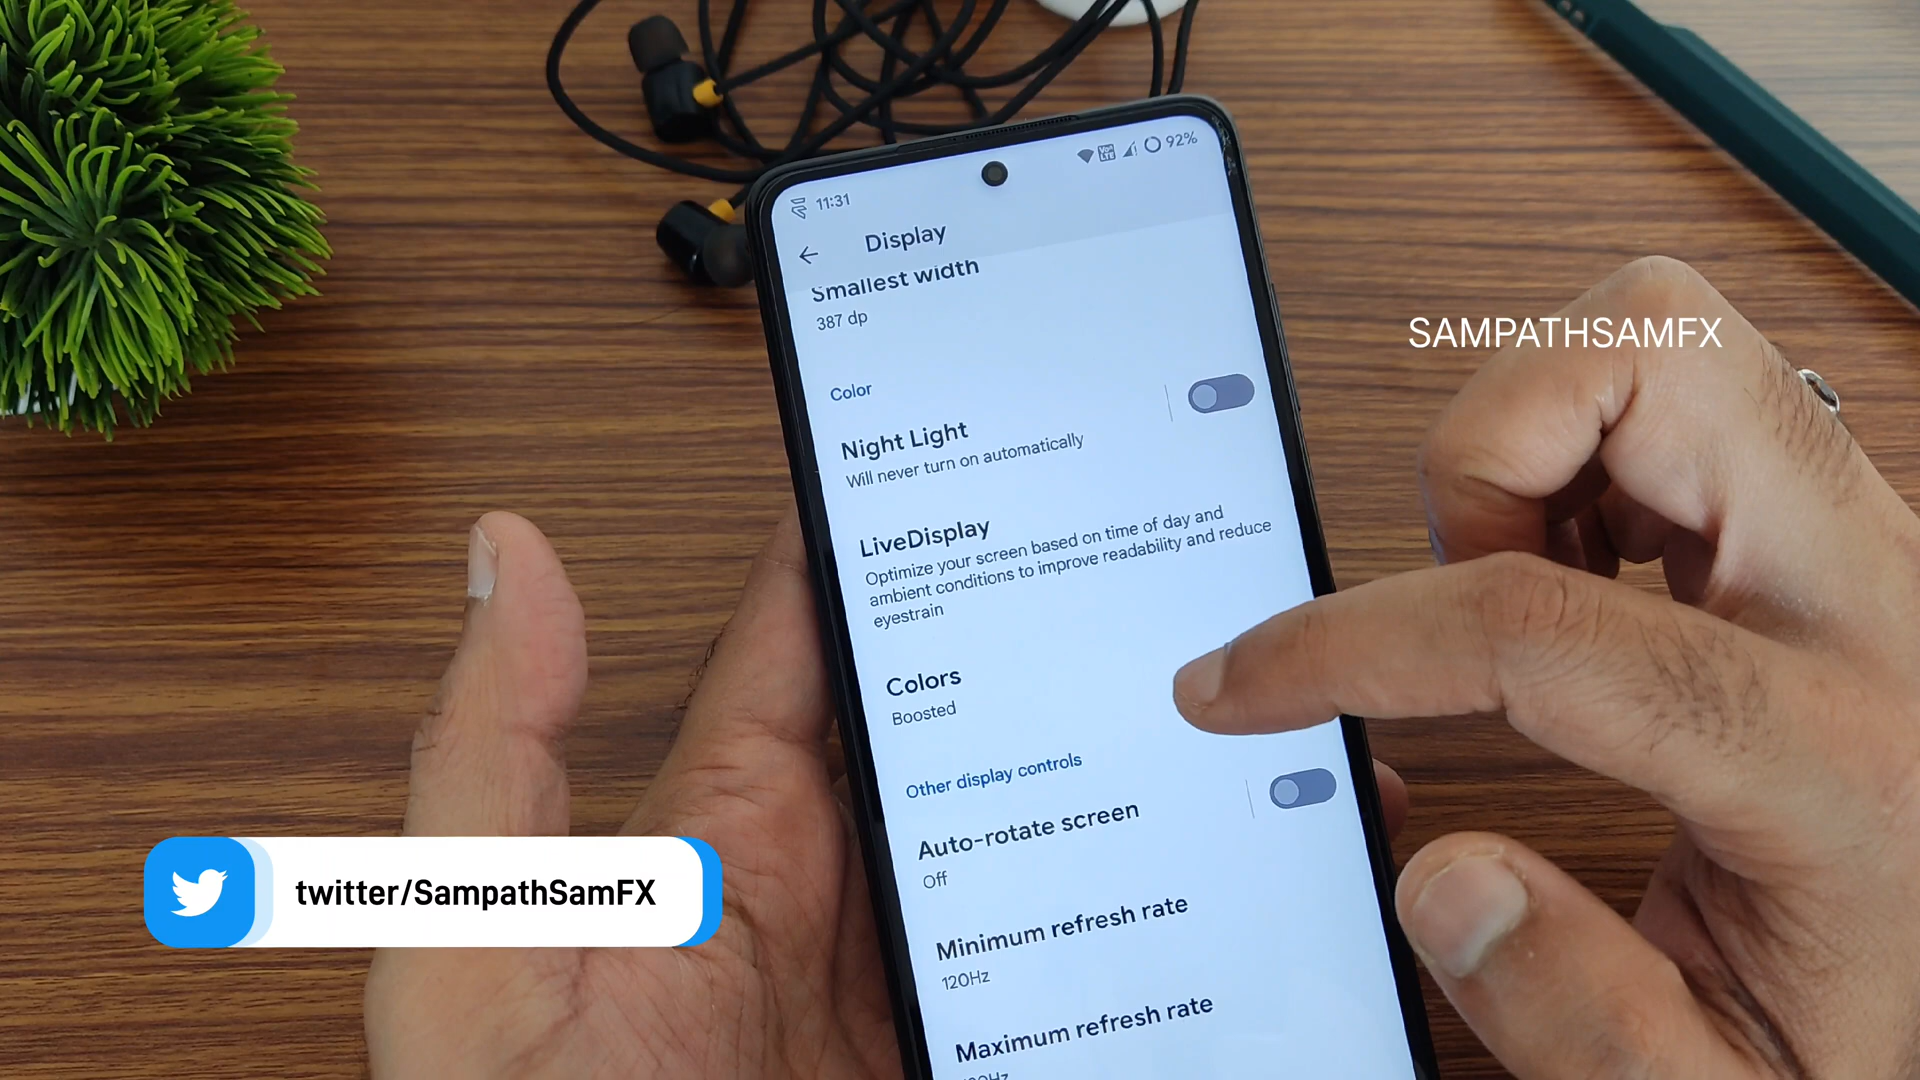 11:31
92%
Display
Smallest width
387 dp
Color
Night Light
Will never turn on automatically
LiveDisplay
Optimize your screen based on time of day and
ambient conditions to improve readability and reduce
eyestrain
Colors
Boosted
Other display controls
Auto-rotate screen
Off
Minimum refresh rate
120Hz
Maximum refresh rate
SAMPATHSAMFX
twitter/SampathSamFX